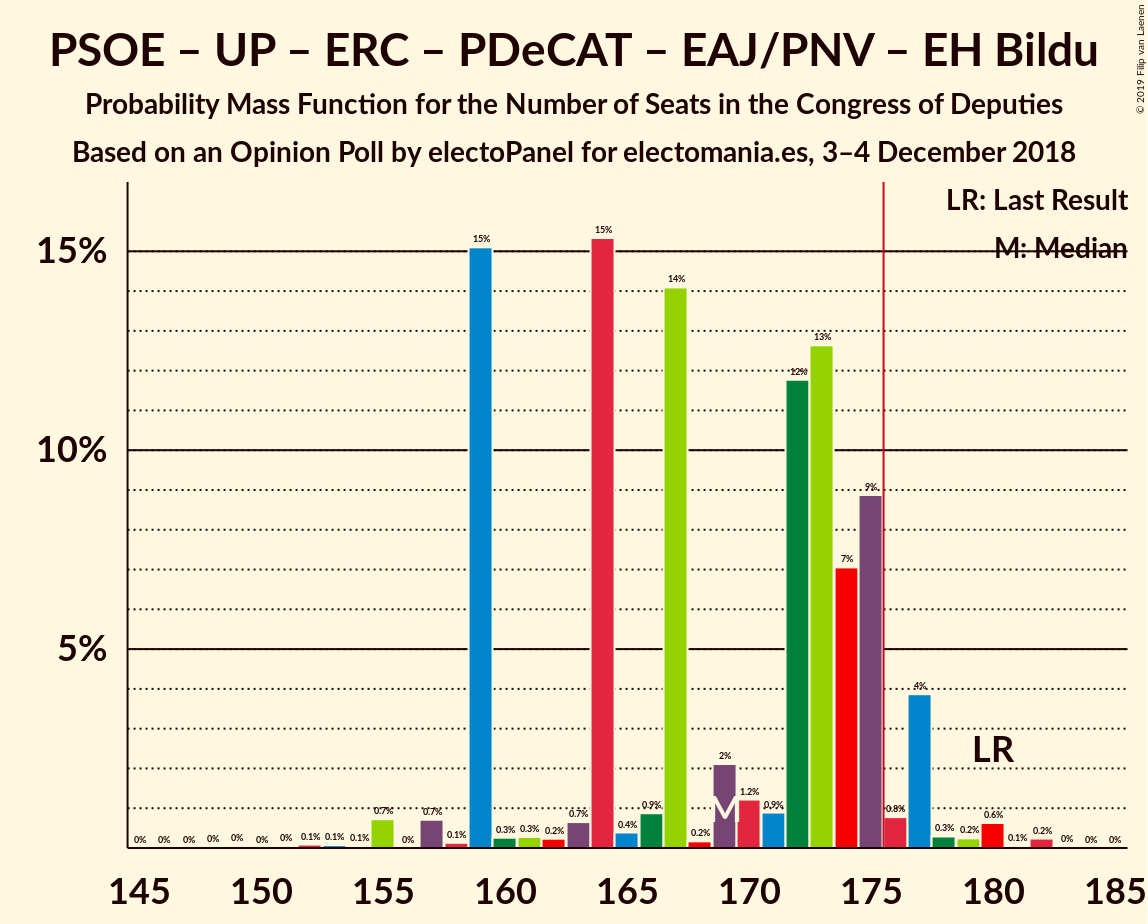 PSOE – UP – ERC – PDeCAT – EAJ/PNV – EH Bildu
Probability Mass Function for the Number of Seats in the Congress of Deputies
Based on an Opinion Poll by electoPanel for electomania.es, 3–4 December 2018
© 2019 Filip van Laenen
LR: Last Result
M: Median
15%
10%
5%
0% 0% 0% 0% 0% 0% 0% 0.1% 0.1% 0.1% 0.7% 0% 0.7% 0.1% 15% 0.3% 0.3% 0.2% 0.7% 15% 0.4% 0.9% 14% 0.2% 2% 1.2% 0.9% 12% 13% 7% 9% 0.8% 4% 0.3% 0.2% 0.6% 0.1% 0.2% 0% 0% 0%
M
LR
145 150 155 160 165 170 175 180 185